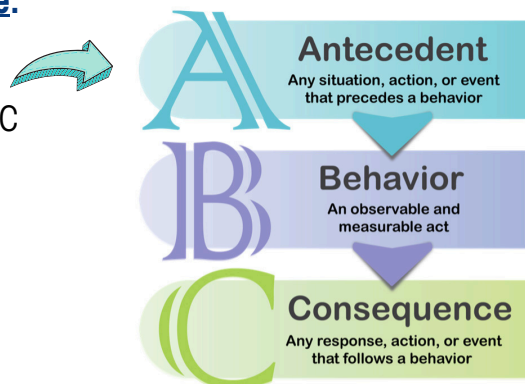 e.
C
A
Antecedent
Any situation, action, or event
that precedes a behavior
B
Behavior
An observable and
measurable act
C
Consequence
Any response, action, or event
that follows a behavior